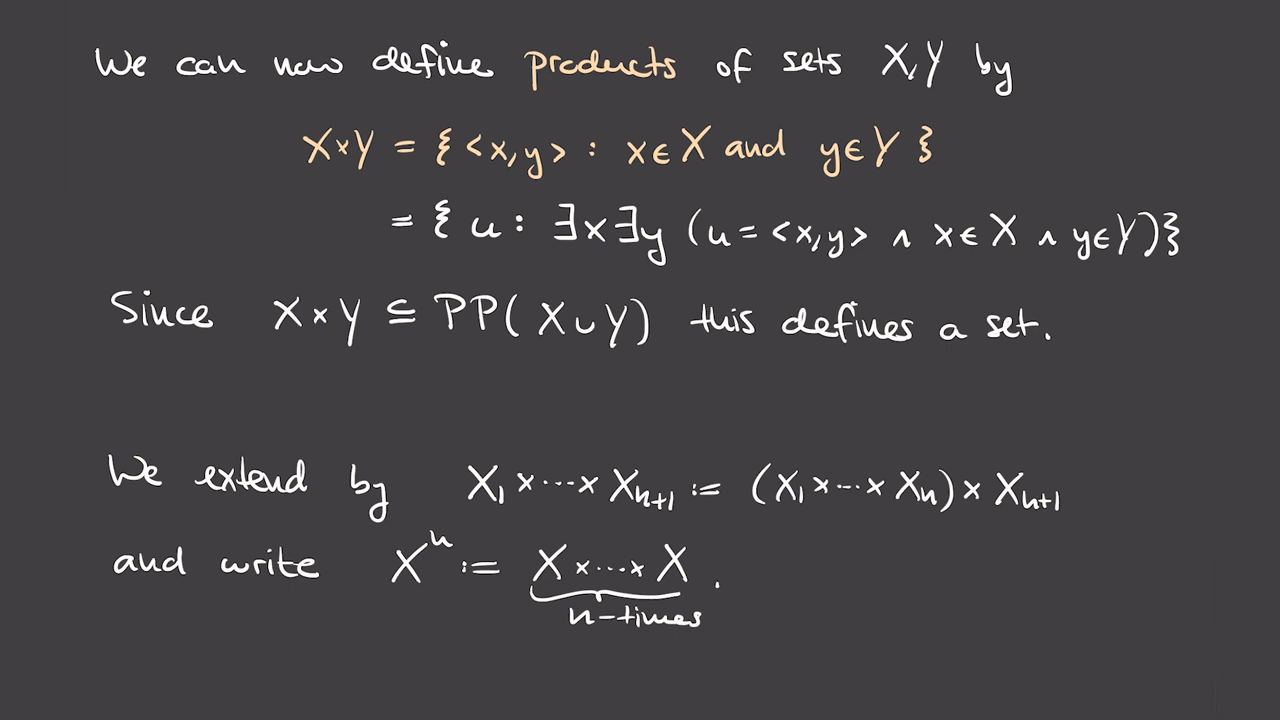 We can now define products of sets X, Y by
X×Y = { <x,y> : x∈X and y∈Y }
= { u : ∃x∃y (u = <x,y> ∧ x∈X ∧ y∈Y)}
Since X×Y ⊆ PP( X∪Y) this defines a set.
We extend by X₁×···× Xₙ₊₁ := (X₁×···× Xₙ)× Xₙ₊₁
and write Xⁿ := X×···×X .
n-times